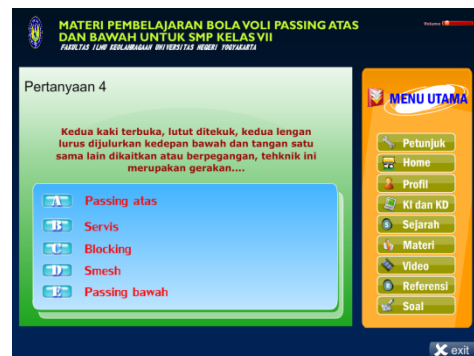 MATERI PEMBELAJARAN BOLA VOLI PASSING ATAS
DAN BAWAH UNTUK SMP KELAS VII
FAKULTAS ILMU KEOLAHRAGAAN UNIVERSITAS NEGERI YOGYAKARTA
Volume
Pertanyaan 4
Kedua kaki terbuka, lutut ditekuk, kedua lengan
lurus dijulurkan kedepan bawah dan tangan satu
sama lain dikaitkan atau berpegangan, tehknik ini
merupakan gerakan....
A Passing atas
B Servis
C Blocking
D Smesh
E Passing bawah
MENU UTAMA
Petunjuk
Home
Profil
KI dan KD
Sejarah
Materi
Video
Referensi
Soal
exit